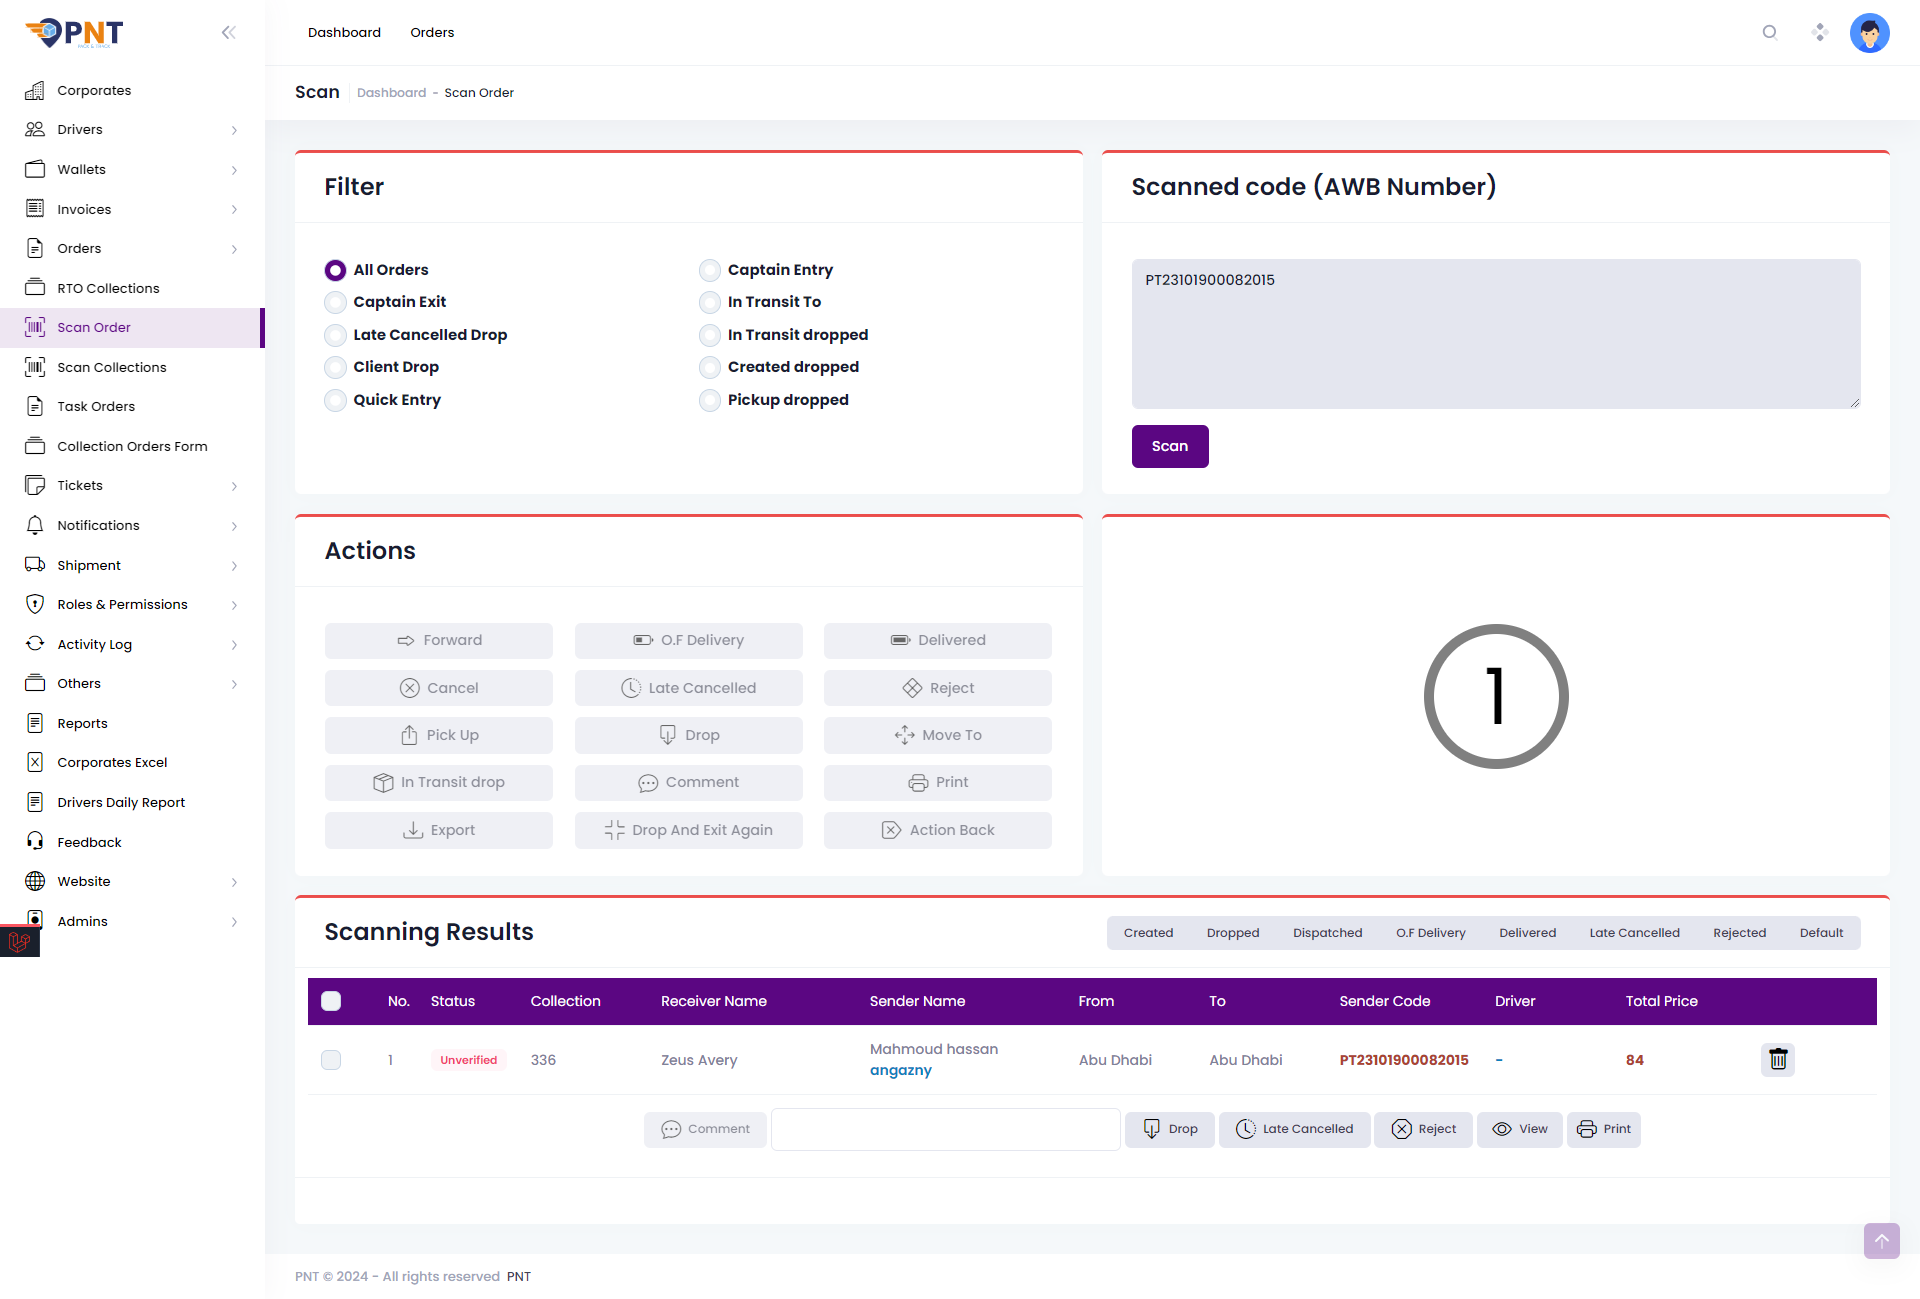 PNT
PACK & TRACK
Dashboard
Orders
Corporates
Drivers
Wallets
Invoices
Orders
RTO Collections
Scan Order
Scan Collections
Task Orders
Collection Orders Form
Tickets
Notifications
Shipment
Roles & Permissions
Activity Log
Others
Reports
Corporates Excel
Drivers Daily Report
Feedback
Website
Admins
Scan
Dashboard - Scan Order
Filter
All Orders
Captain Entry
Captain Exit
In Transit To
Late Cancelled Drop
In Transit dropped
Client Drop
Created dropped
Quick Entry
Pickup dropped
Scanned code (AWB Number)
PT23101900082015
Scan
Actions
Forward
O.F Delivery
Delivered
Cancel
Late Cancelled
Reject
Pick Up
Drop
Move To
In Transit drop
Comment
Print
Export
Drop And Exit Again
Action Back
1
Scanning Results
Created Dropped Dispatched O.F Delivery Delivered Late Cancelled Rejected Default
No. Status Collection Receiver Name Sender Name From To Sender Code Driver Total Price
1 Unverified 336 Zeus Avery Mahmoud hassan Abu Dhabi Abu Dhabi PT23101900082015 - 84
angazny
Comment Drop Late Cancelled Reject View Print
PNT © 2024 - All rights reserved PNT